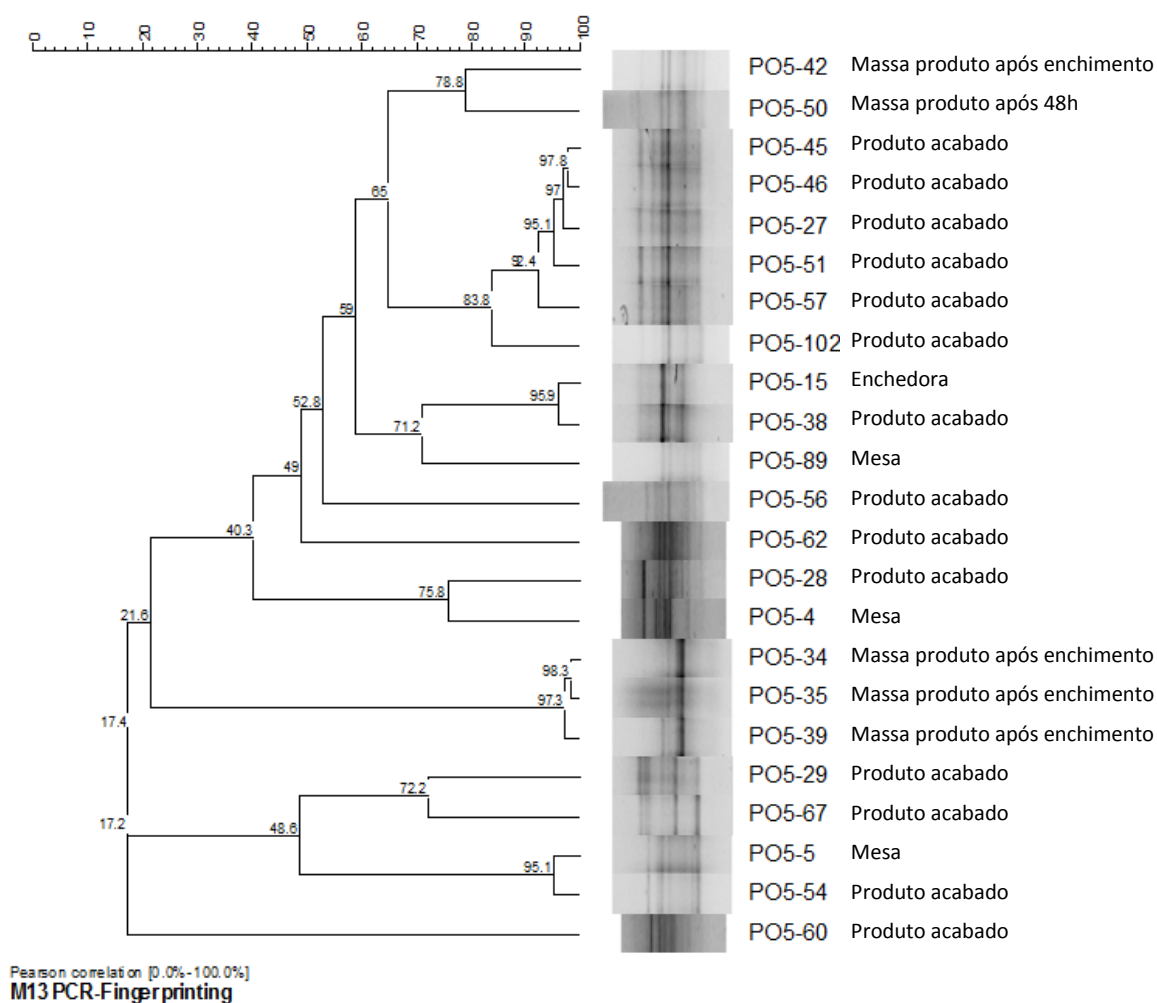 0 10 20 30 40 50 60 70 80 90 100
PO5-42 Massa produto após enchimento
78.8
PO5-50 Massa produto após 48h
PO5-45 Produto acabado
97.8
PO5-46 Produto acabado
65
97
PO5-27 Produto acabado
95.1
PO5-51 Produto acabado
92.4
PO5-57 Produto acabado
83.8
59
PO5-102 Produto acabado
PO5-15 Enchedora
95.9
52.8
PO5-38 Produto acabado
71.2
PO5-89 Mesa
49
PO5-56 Produto acabado
40.3
PO5-62 Produto acabado
PO5-28 Produto acabado
75.8
21.6
PO5-4 Mesa
PO5-34 Massa produto após enchimento
98.3
PO5-35 Massa produto após enchimento
97.3
17.4
PO5-39 Massa produto após enchimento
PO5-29 Produto acabado
72.2
PO5-67 Produto acabado
17.2
48.6
PO5-5 Mesa
95.1
PO5-54 Produto acabado
PO5-60 Produto acabado
Pearson correlation [0.0%-100.0%]
M13 PCR-Fingerprinting